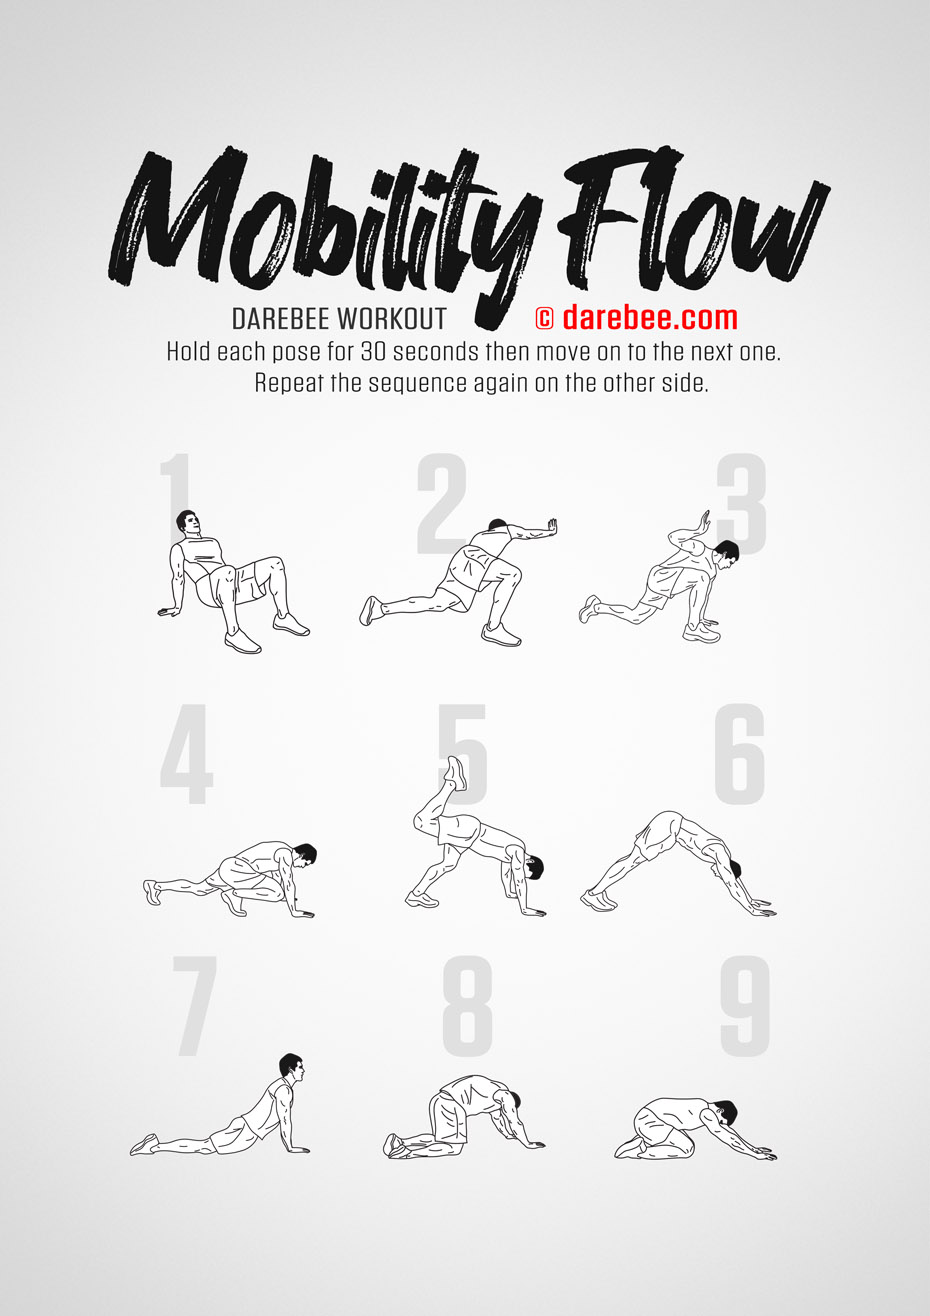 Mobility Flow
DAREBEE WORKOUT © darebee.com
Hold each pose for 30 seconds then move on to the next one.
Repeat the sequence again on the other side.
1 2 3
4 5 6
7 8 9